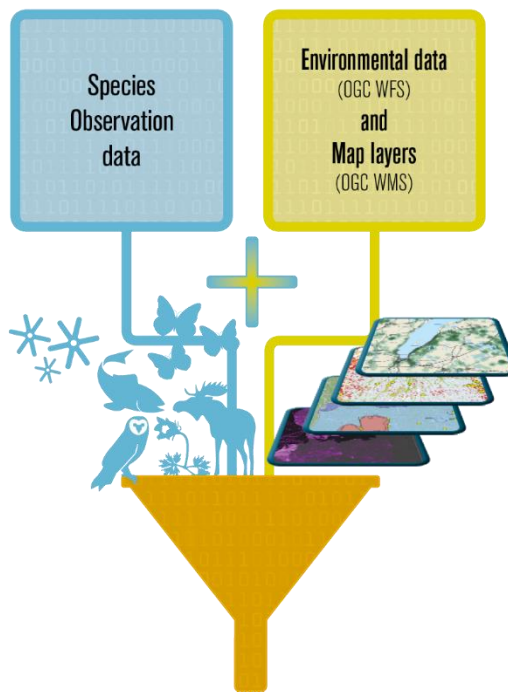 Species
Observation
data
Environmental data
(OGC WFS)
and
Map layers
(OGC WMS)